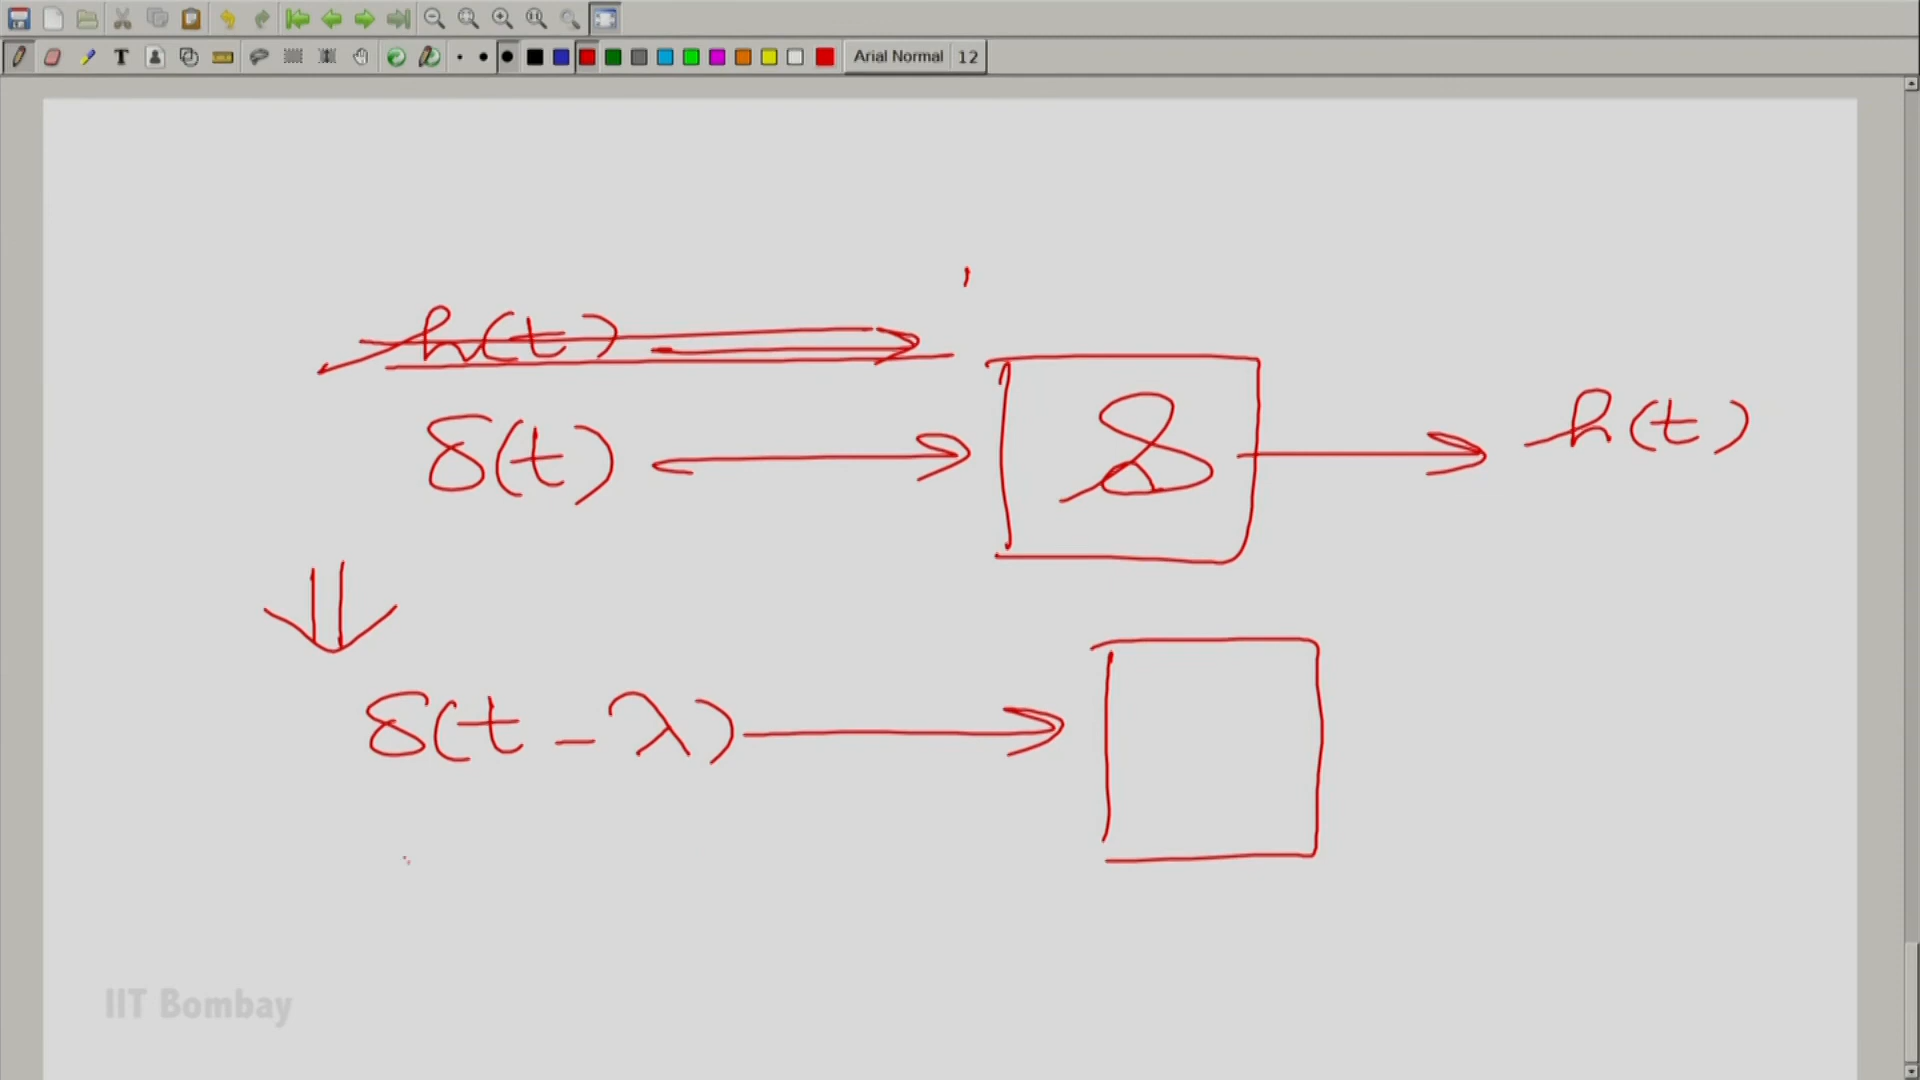 Arial Normal 12
h(t)
δ(t) S h(t)
δ(t - λ)
IIT Bombay